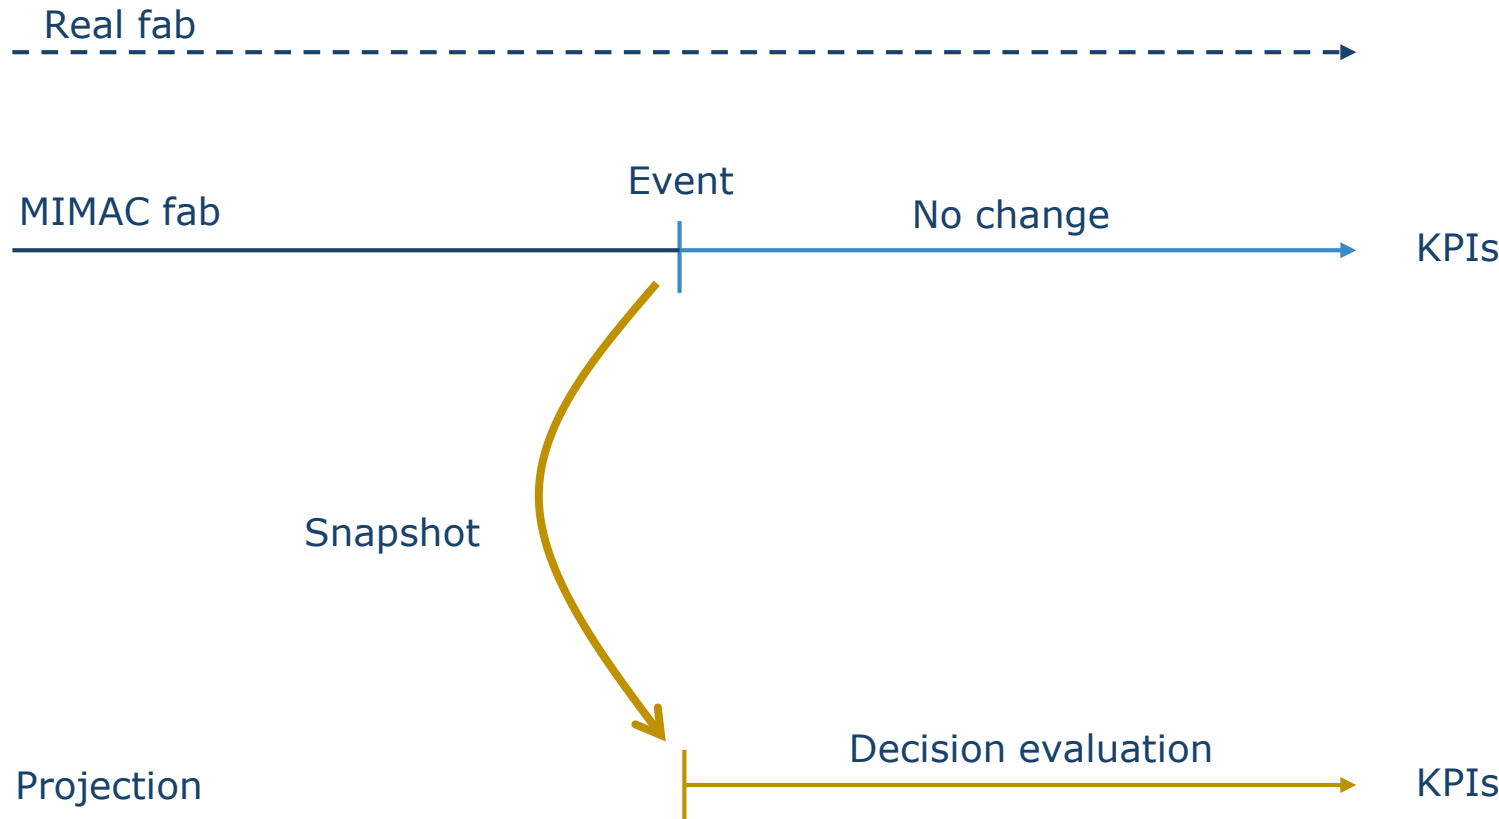 Real fab
Event
MIMAC fab
No change
KPIs
Snapshot
Decision evaluation
Projection
KPIs